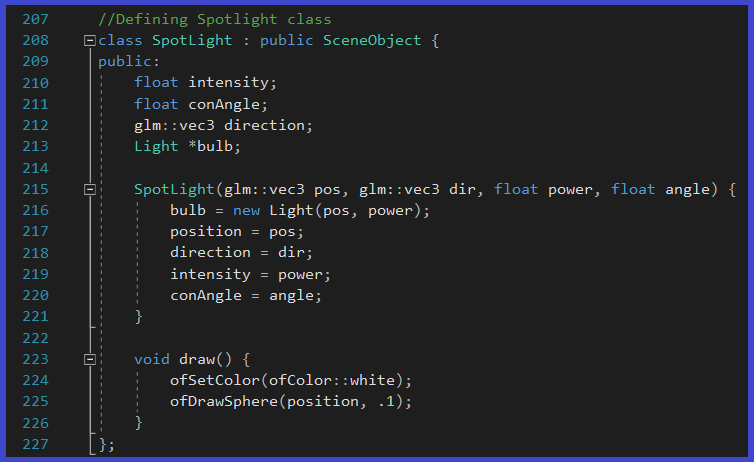 207 //Defining Spotlight class
208 class SpotLight : public SceneObject {
209 public:
210 float intensity;
211 float conAngle;
212 glm::vec3 direction;
213 Light *bulb;
214
215 SpotLight(glm::vec3 pos, glm::vec3 dir, float power, float angle) {
216 bulb = new Light(pos, power);
217 position = pos;
218 direction = dir;
219 intensity = power;
220 conAngle = angle;
221 }
222
223 void draw() {
224 ofSetColor(ofColor::white);
225 ofDrawSphere(position, .1);
226 }
227 };